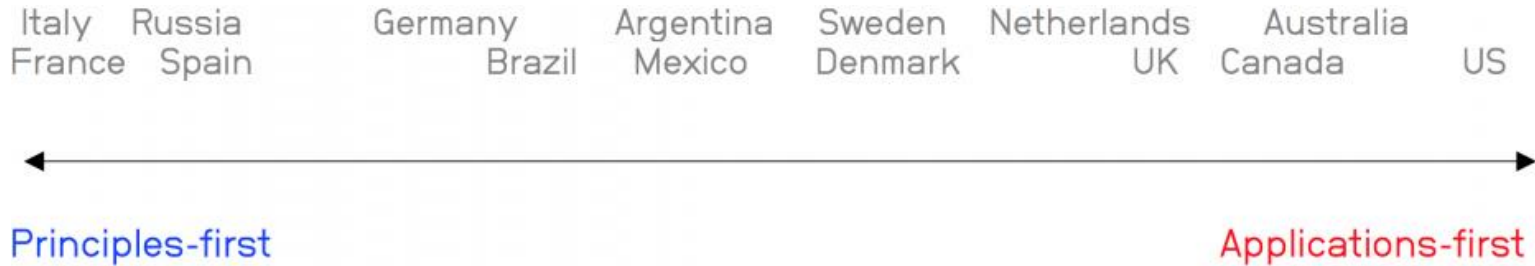 Italy Russia Germany Argentina Sweden Netherlands Australia
France Spain Brazil Mexico Denmark UK Canada US
Principles-first Applications-first